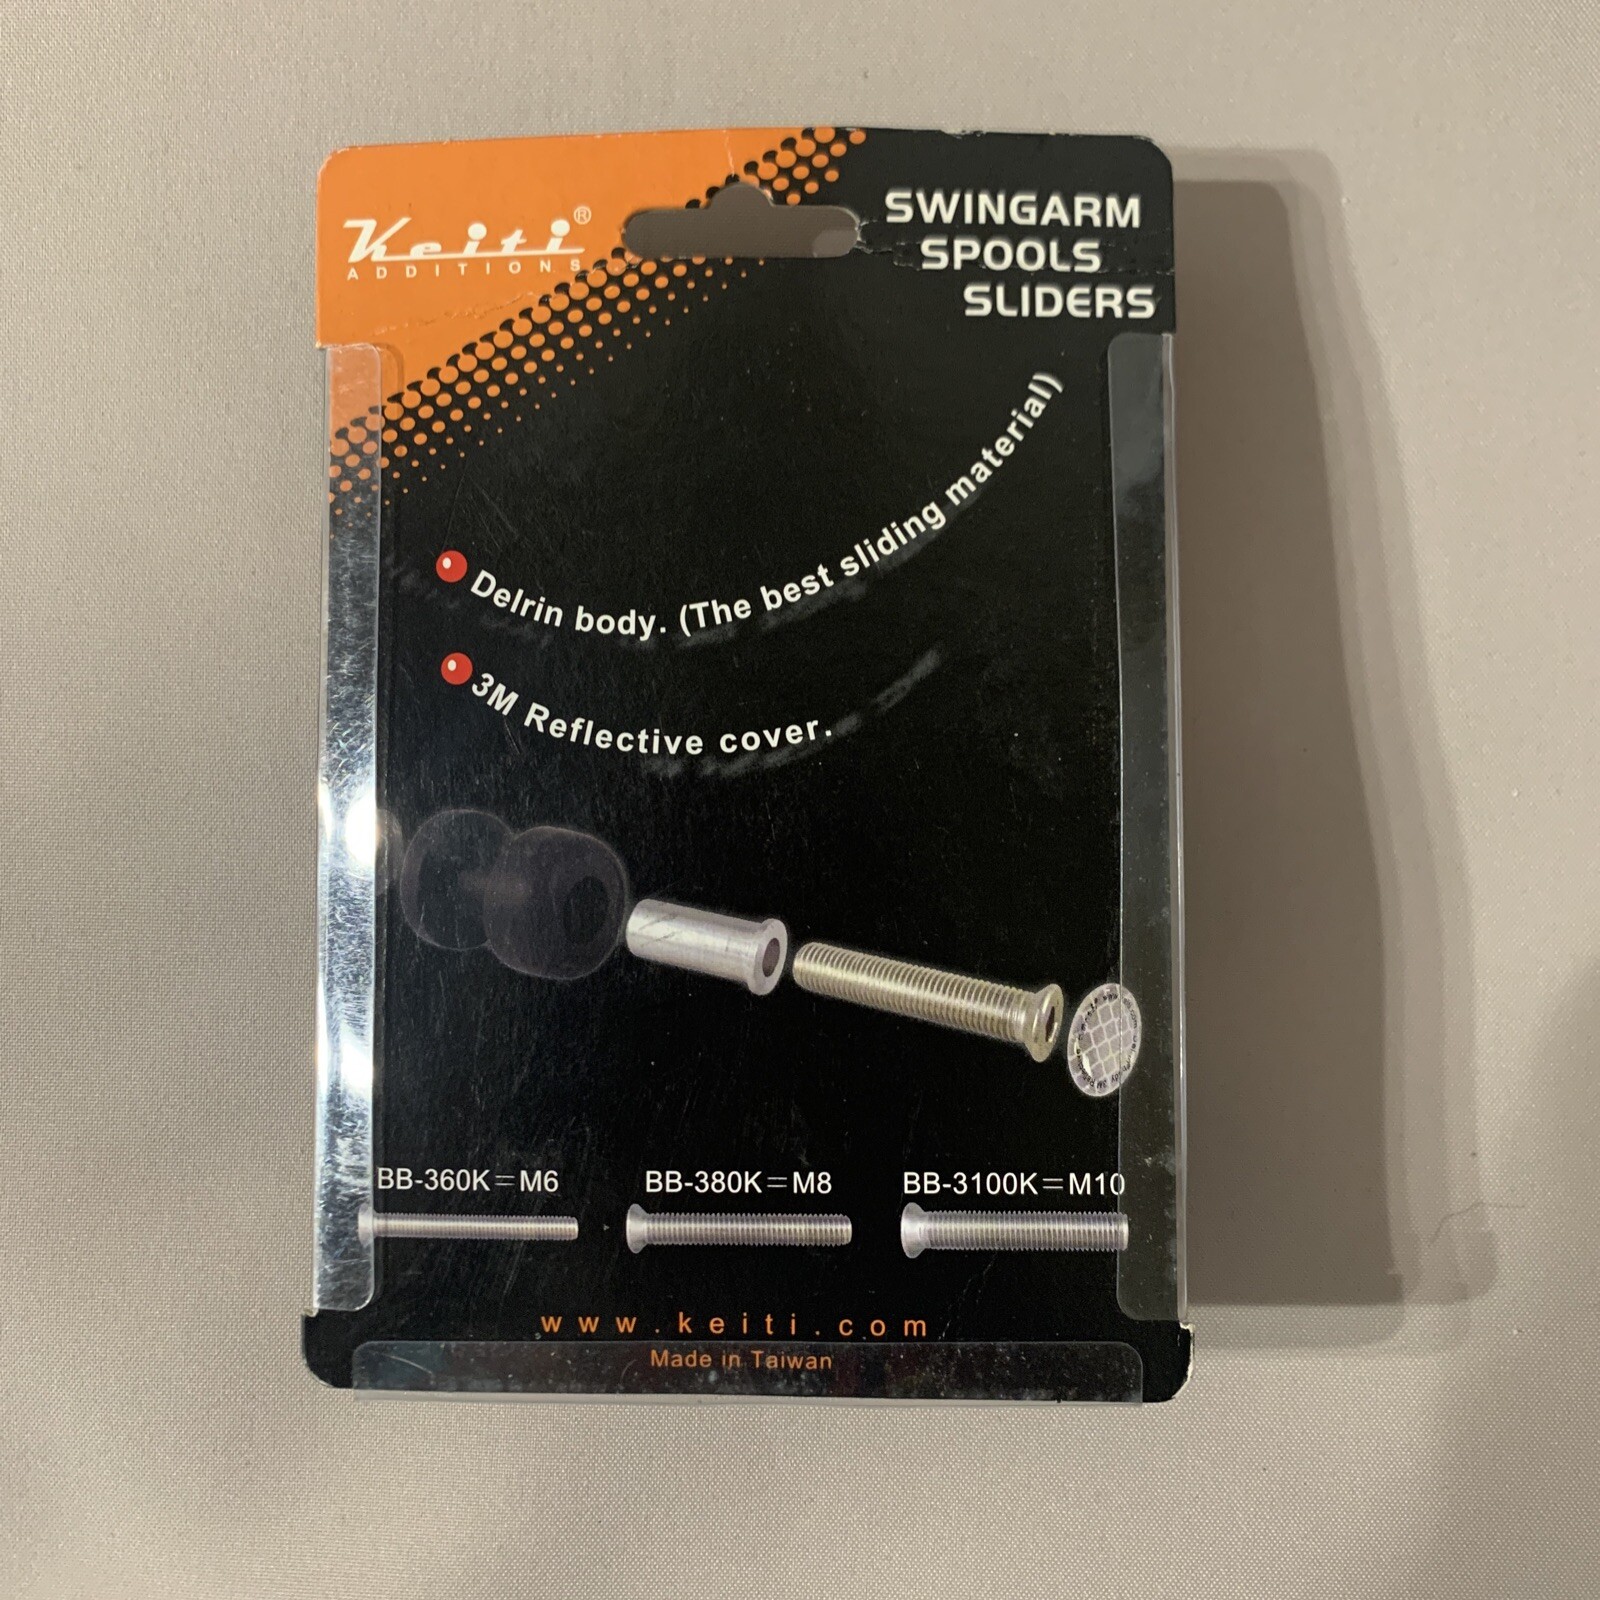 Keiti®
ADDITIONS
SWINGARM
SPOOLS
SLIDERS
Delrin body. (The best sliding material)
3M Reflective cover.
BB-360K=M6
BB-380K=M8
BB-3100K=M10
www.keiti.com
Made in Taiwan